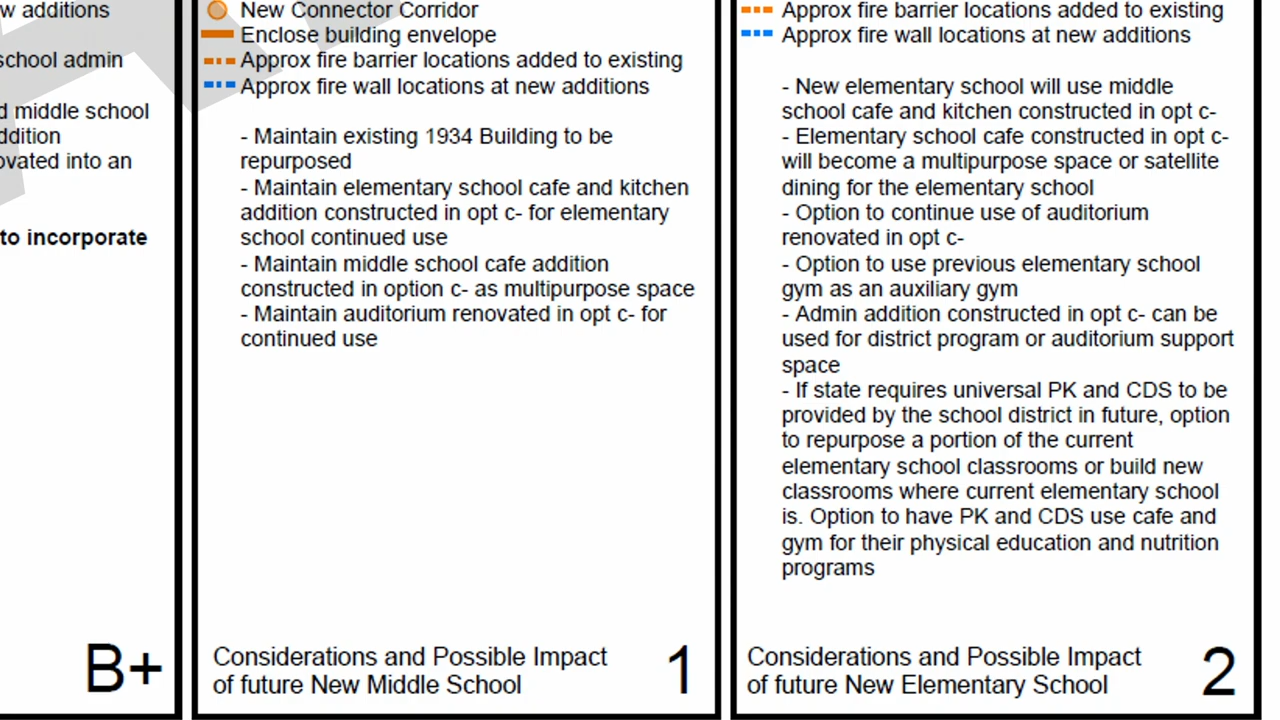 w additions
school admin
d middle school
ddition
ovated into an
to incorporate
B+
New Connector Corridor
Enclose building envelope
Approx fire barrier locations added to existing
Approx fire wall locations at new additions
- Maintain existing 1934 Building to be
repurposed
- Maintain elementary school cafe and kitchen
addition constructed in opt c- for elementary
school continued use
- Maintain middle school cafe addition
constructed in option c- as multipurpose space
- Maintain auditorium renovated in opt c- for
continued use
Considerations and Possible Impact
of future New Middle School
1
Approx fire barrier locations added to existing
Approx fire wall locations at new additions
- New elementary school will use middle
school cafe and kitchen constructed in opt c-
- Elementary school cafe constructed in opt c-
will become a multipurpose space or satellite
dining for the elementary school
- Option to continue use of auditorium
renovated in opt c-
- Option to use previous elementary school
gym as an auxiliary gym
- Admin addition constructed in opt c- can be
used for district program or auditorium support
space
- If state requires universal PK and CDS to be
provided by the school district in future, option
to repurpose a portion of the current
elementary school classrooms or build new
classrooms where current elementary school
is. Option to have PK and CDS use cafe and
gym for their physical education and nutrition
programs
Considerations and Possible Impact
of future New Elementary School
2